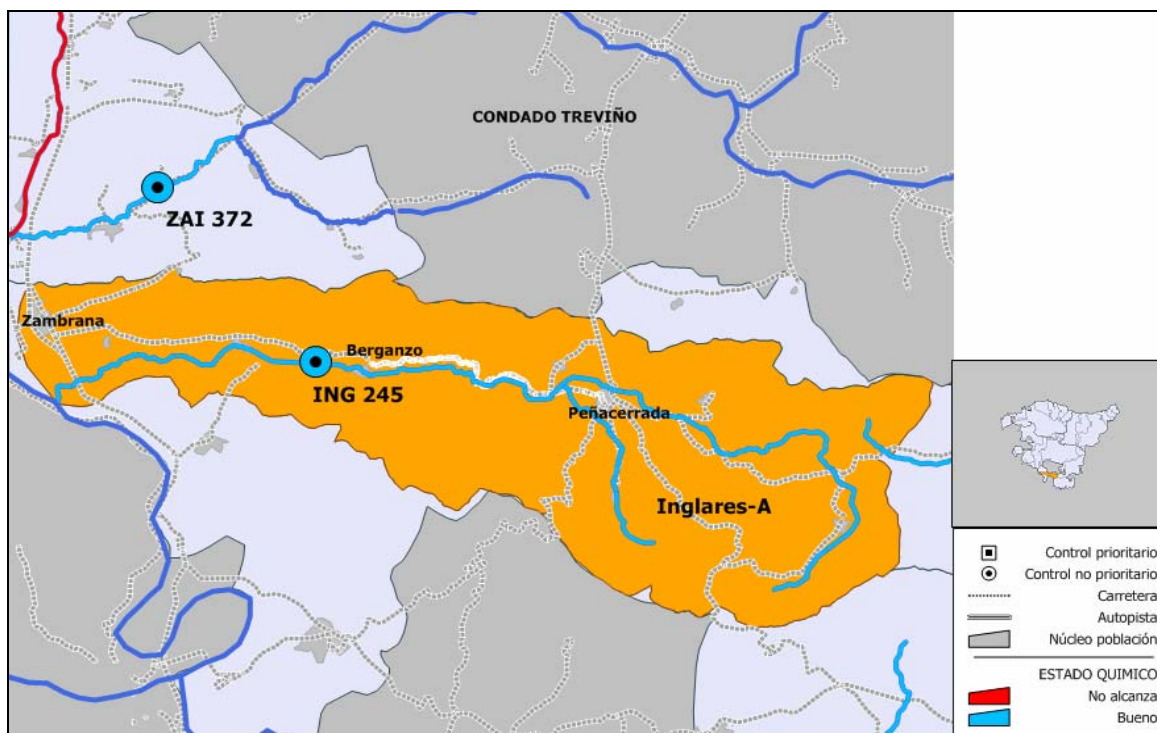 CONDADO TREVIÑO
ZAI 372
Zambrana
Berganzo
ING 245
Peñacerrada
Inglares-A
Control prioritario
Control no prioritario
Carretera
Autopista
Núcleo población
ESTADO QUIMICO
No alcanza
Bueno